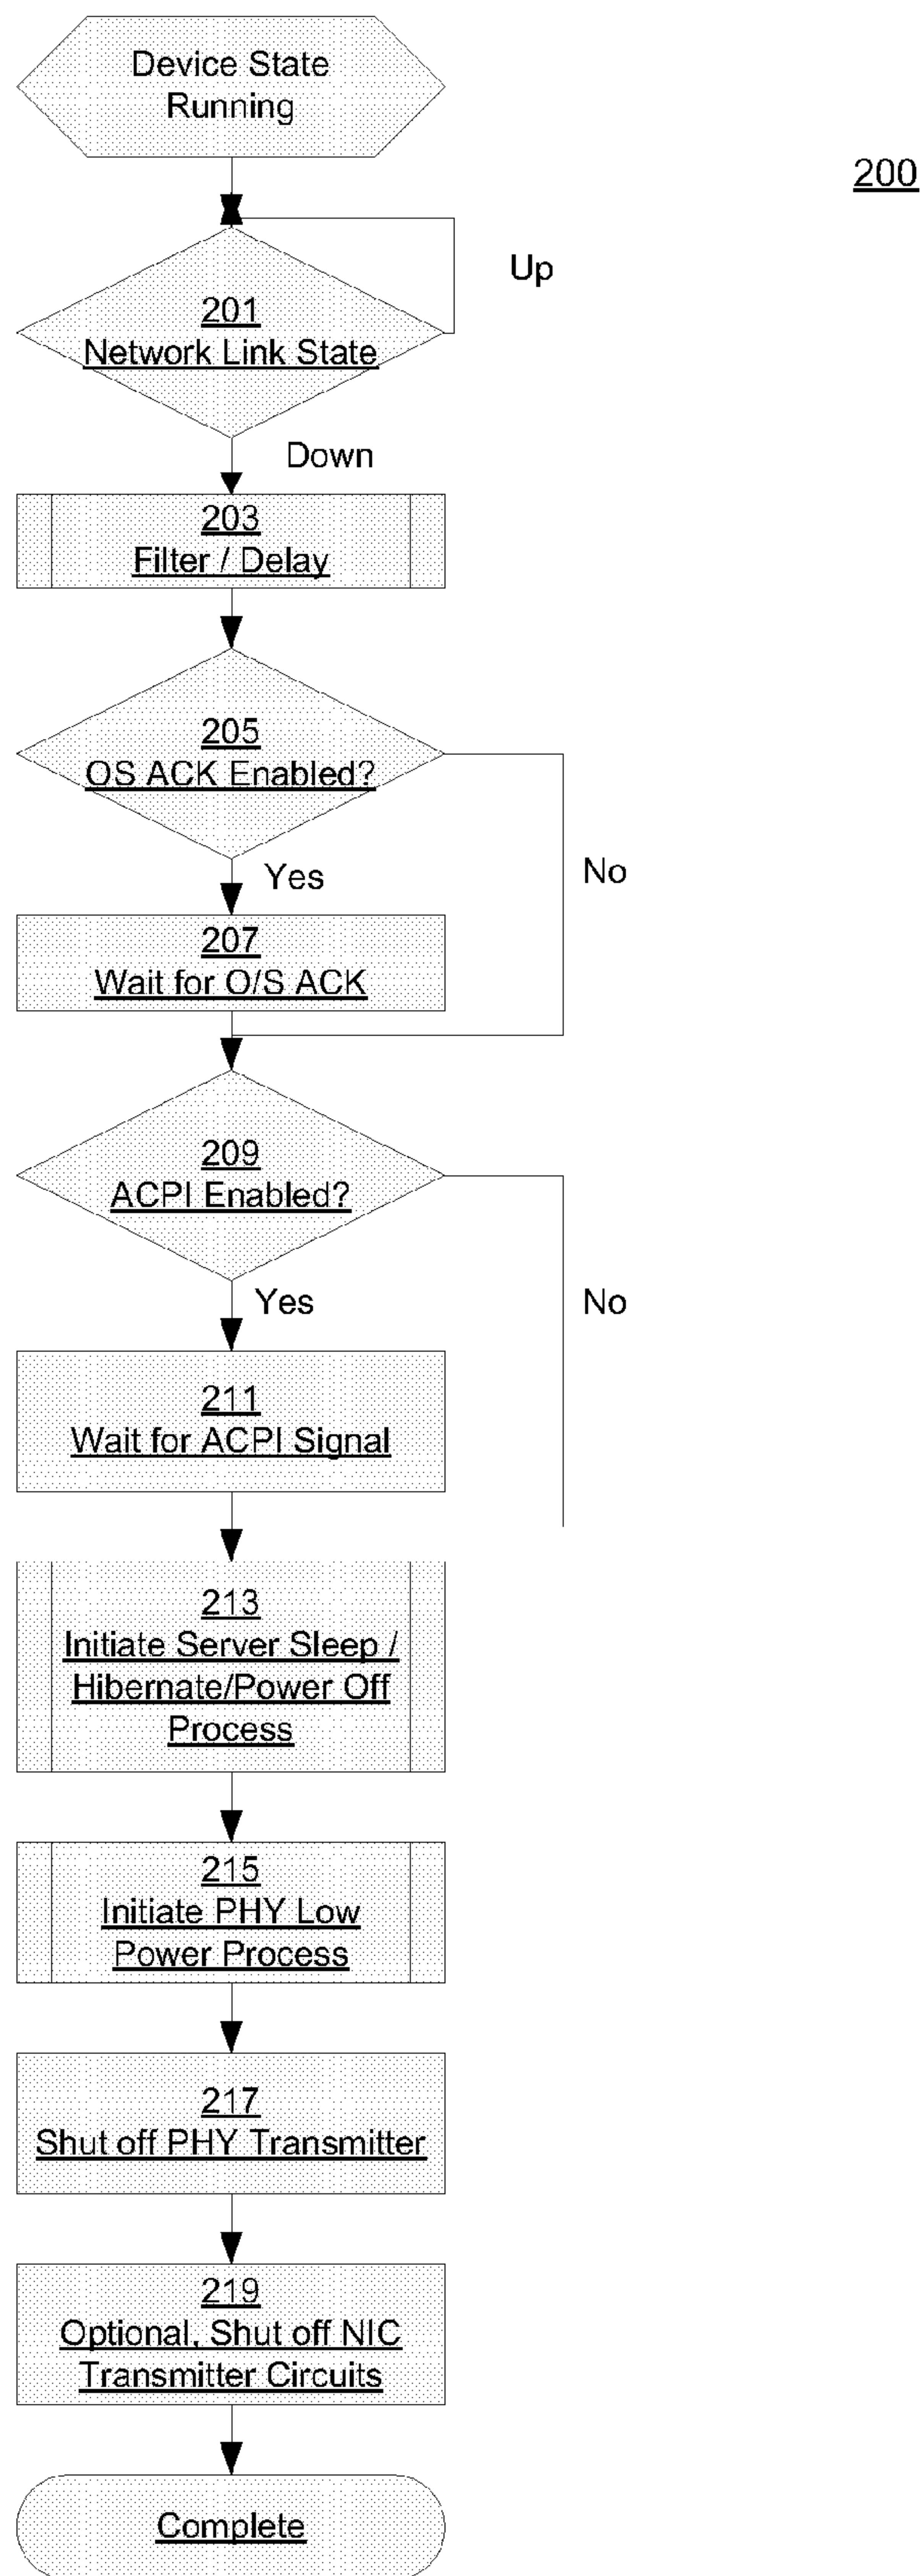 Device State
Running
200
Up
201
Network Link State
Down
203
Filter / Delay
205
OS ACK Enabled?
Yes
No
207
Wait for O/S ACK
209
ACPI Enabled?
Yes
No
211
Wait for ACPI Signal
213
Initiate Server Sleep /
Hibernate/Power Off
Process
215
Initiate PHY Low
Power Process
217
Shut off PHY Transmitter
219
Optional, Shut off NIC
Transmitter Circuits
Complete